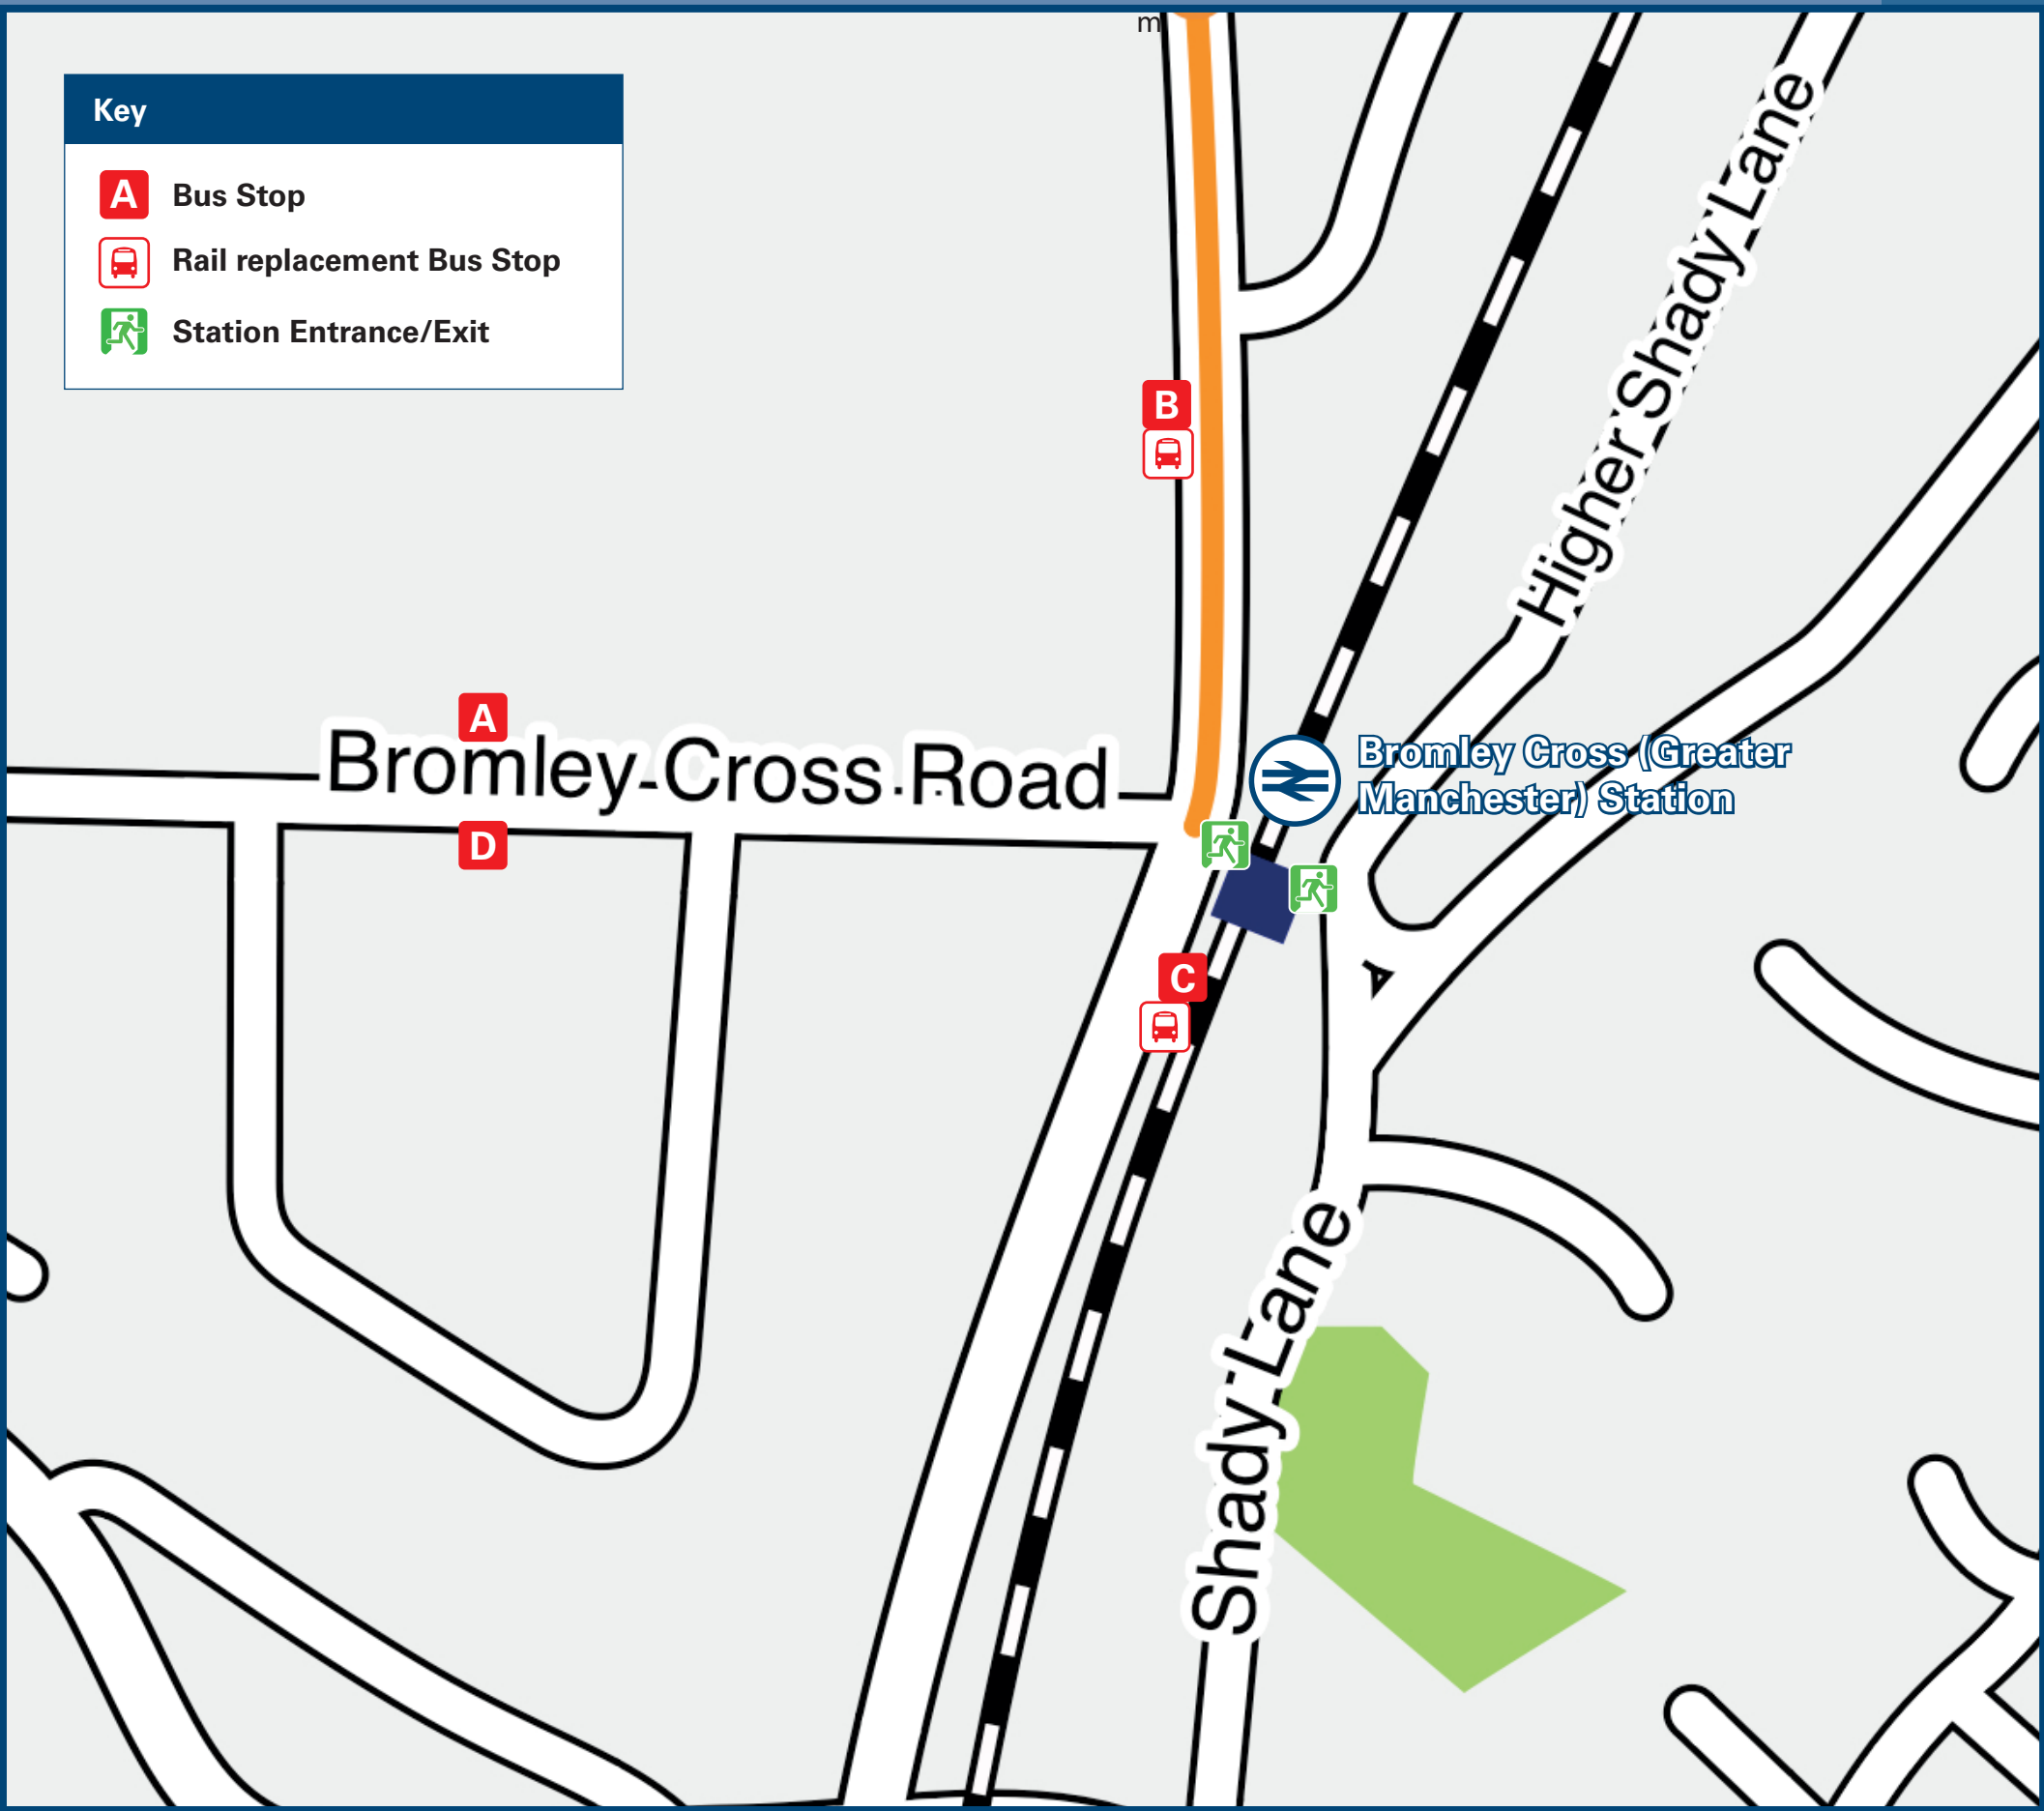 m
Key
A Bus Stop
Rail replacement Bus Stop
Station Entrance/Exit
Higher Shady Lane
B
A
Bromley Cross Road
Bromley Cross (Greater
Manchester) Station
D
C
Shady Lane